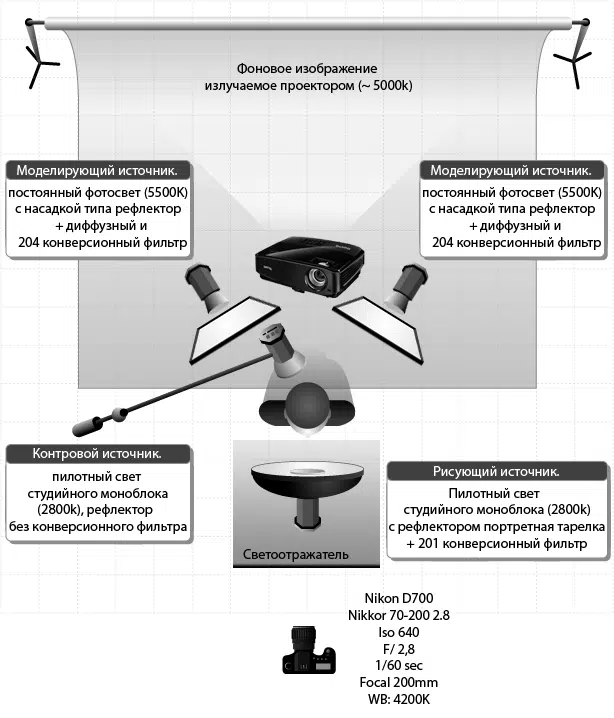 Фоновое изображение
излучаемое проектором (~ 5000k)
Моделирующий источник.
постоянный фотосвет (5500K)
с насадкой типа рефлектор
+ диффузный и
204 конверсионный фильтр
Моделирующий источник.
постоянный фотосвет (5500K)
с насадкой типа рефлектор
+ диффузный и
204 конверсионный фильтр
Контровой источник.
пилотный свет
студийного моноблока
(2800k), рефлектор
без конверсионного фильтра
Рисующий источник.
Пилотный свет
студийного моноблока (2800k)
с рефлектором портретная тарелка
+ 201 конверсионный фильтр
Светоотражатель
Nikon D700
Nikkor 70-200 2.8
Iso 640
F/ 2,8
1/60 sec
Focal 200mm
WB: 4200K